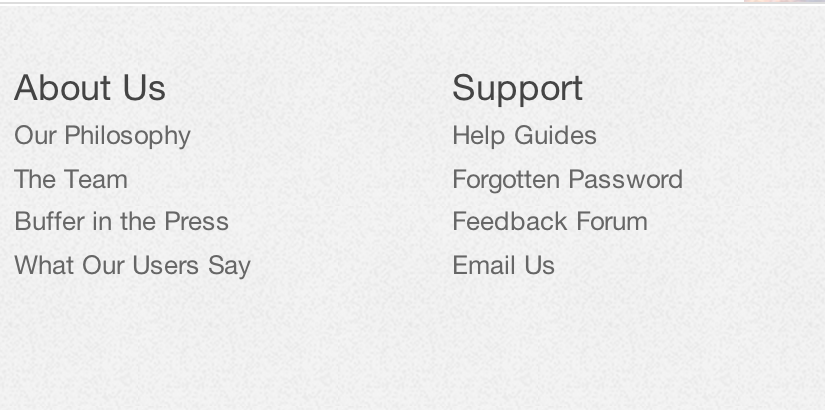 About Us
Our Philosophy
The Team
Buffer in the Press
What Our Users Say
Support
Help Guides
Forgotten Password
Feedback Forum
Email Us